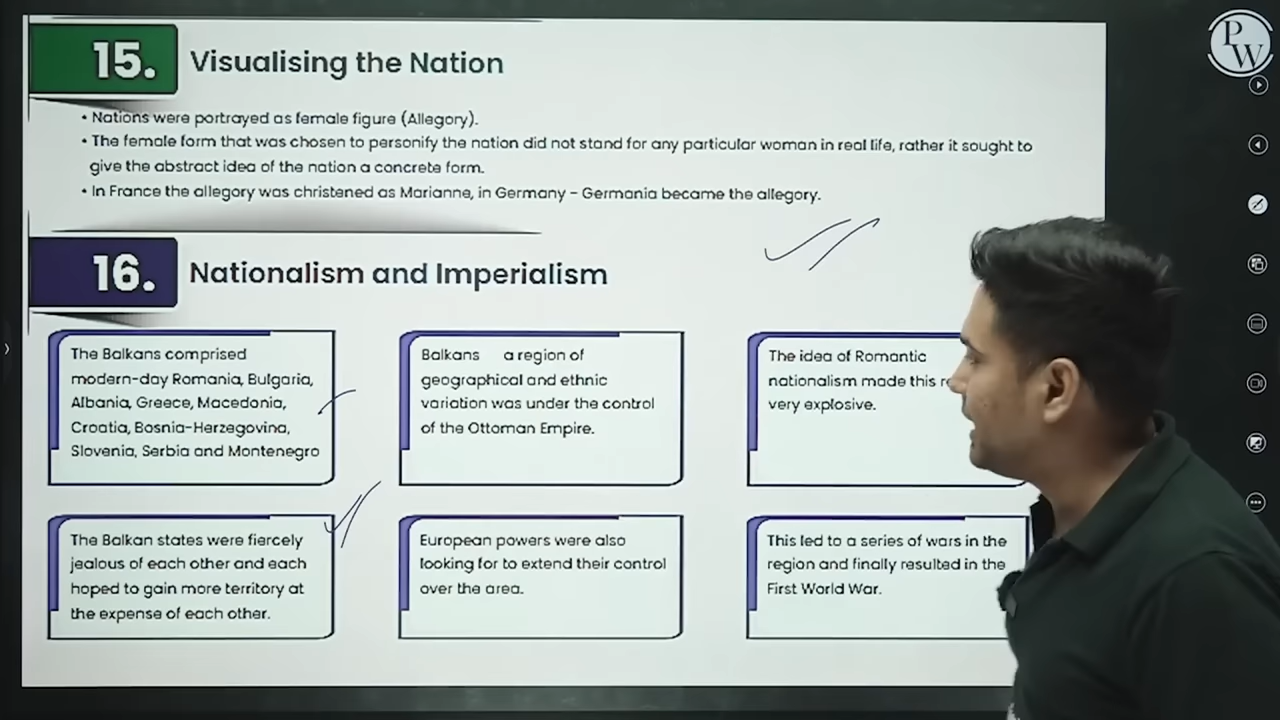 15.
Visualising the Nation
• Nations were portrayed as female figure (Allegory).
• The female form that was chosen to personify the nation did not stand for any particular woman in real life, rather it sought to
give the abstract idea of the nation a concrete form.
• In France the allegory was christened as Marianne, in Germany – Germania became the allegory.
16.
Nationalism and Imperialism
The Balkans comprised
modern-day Romania, Bulgaria,
Albania, Greece, Macedonia,
Croatia, Bosnia-Herzegovina,
Slovenia, Serbia and Montenegro
Balkans a region of
geographical and ethnic
variation was under the control
of the Ottoman Empire.
The idea of Romantic
nationalism made this
very explosive.
The Balkan states were fiercely
jealous of each other and each
hoped to gain more territory at
the expense of each other.
European powers were also
looking for to extend their control
over the area.
This led to a series of wars in the
region and finally resulted in the
First World War.
PW